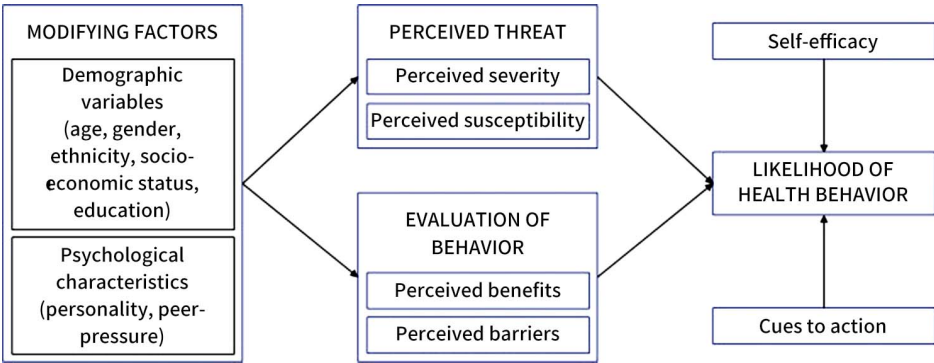 MODIFYING FACTORS
Demographic
variables
(age, gender,
ethnicity, socio-
economic status,
education)
Psychological
characteristics
(personality, peer-
pressure)
PERCEIVED THREAT
Perceived severity
Perceived susceptibility
EVALUATION OF
BEHAVIOR
Perceived benefits
Perceived barriers
Self-efficacy
LIKELIHOOD OF
HEALTH BEHAVIOR
Cues to action